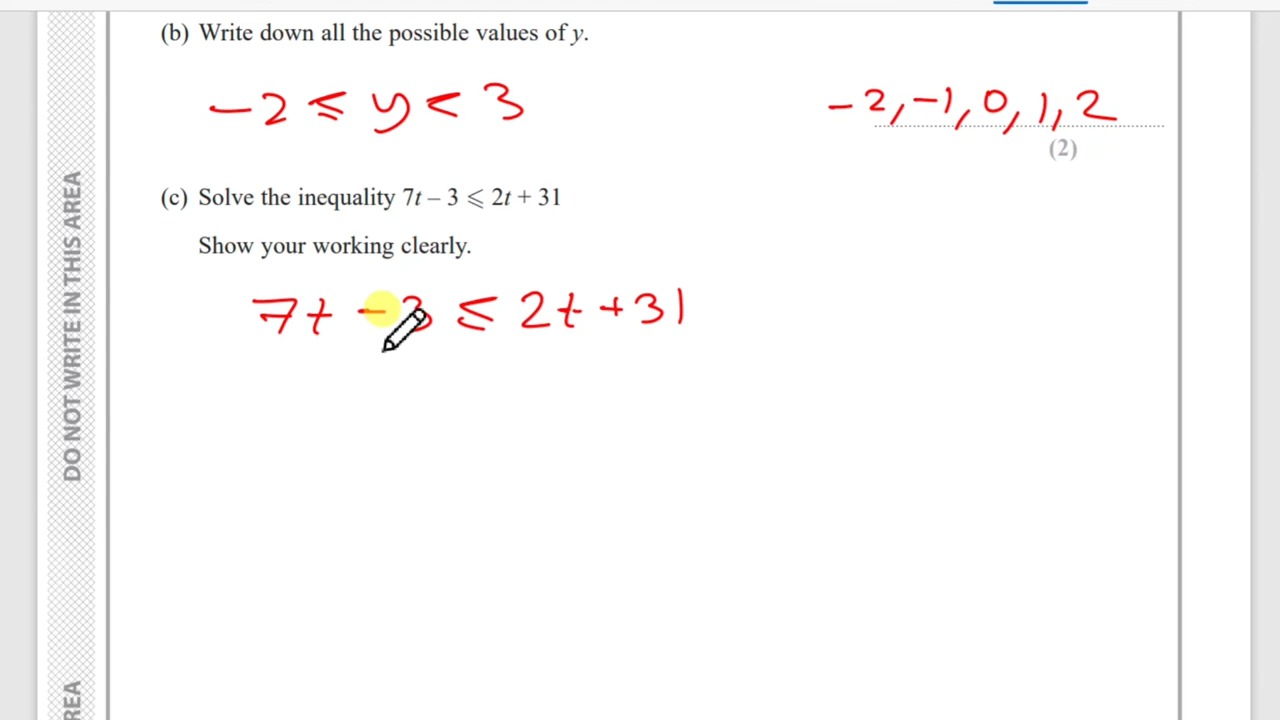 (b) Write down all the possible values of y.
−2 ⩽ y < 3
−2, −1, 0, 1, 2
(2)
(c) Solve the inequality 7t – 3 ⩽ 2t + 31
Show your working clearly.
7t − 3 ⩽ 2t + 31
DO NOT WRITE IN THIS AREA
REA